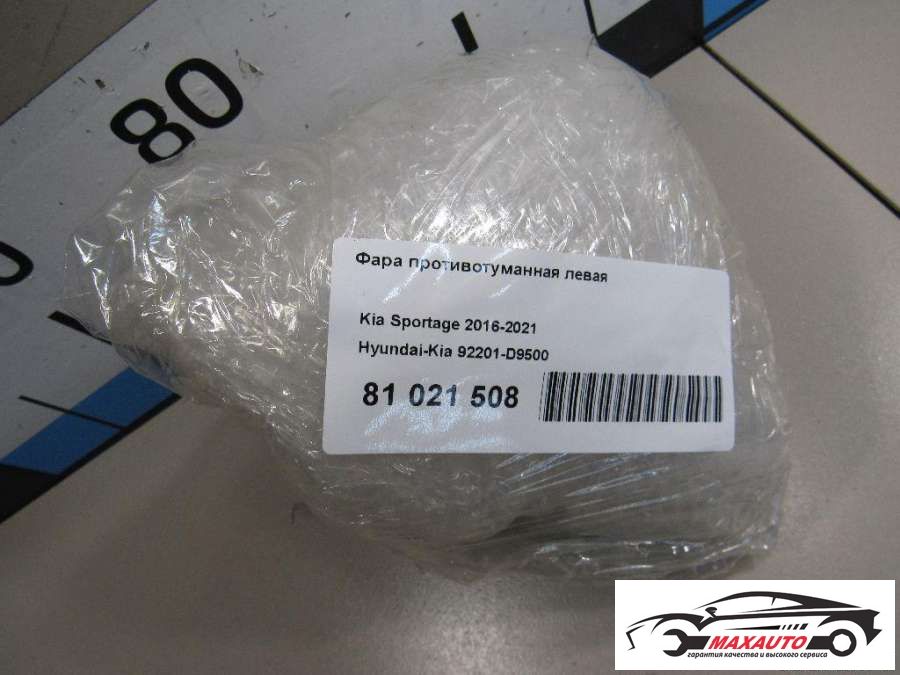 80
0
Фара противотуманная левая
Kia Sportage 2016-2021
Hyundai-Kia 92201-D9500
81 021 508
MAXAUTO
гарантия качества и высокого сервиса